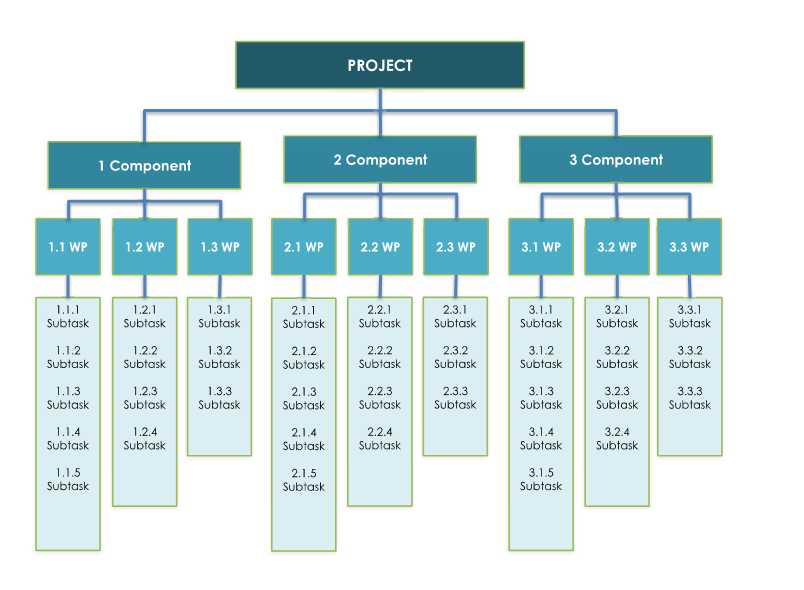 PROJECT
1 Component
2 Component
3 Component
1.1 WP
1.2 WP
1.3 WP
2.1 WP
2.2 WP
2.3 WP
3.1 WP
3.2 WP
3.3 WP
1.1.1
Subtask
1.1.2
Subtask
1.1.3
Subtask
1.1.4
Subtask
1.1.5
Subtask
1.2.1
Subtask
1.2.2
Subtask
1.2.3
Subtask
1.2.4
Subtask
1.3.1
Subtask
1.3.2
Subtask
1.3.3
Subtask
2.1.1
Subtask
2.1.2
Subtask
2.1.3
Subtask
2.1.4
Subtask
2.1.5
Subtask
2.2.1
Subtask
2.2.2
Subtask
2.2.3
Subtask
2.2.4
Subtask
2.3.1
Subtask
2.3.2
Subtask
2.3.3
Subtask
3.1.1
Subtask
3.1.2
Subtask
3.1.3
Subtask
3.1.4
Subtask
3.1.5
Subtask
3.2.1
Subtask
3.2.2
Subtask
3.2.3
Subtask
3.2.4
Subtask
3.3.1
Subtask
3.3.2
Subtask
3.3.3
Subtask